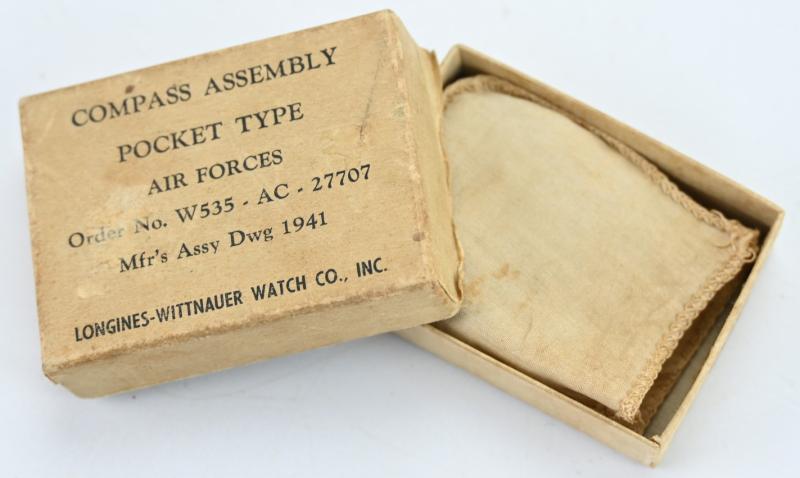 COMPASS ASSEMBLY
POCKET TYPE
AIR FORCES
Order No. W535 - AC - 27707
Mfr's Assy Dwg 1941
LONGINES-WITTNAUER WATCH CO., INC.